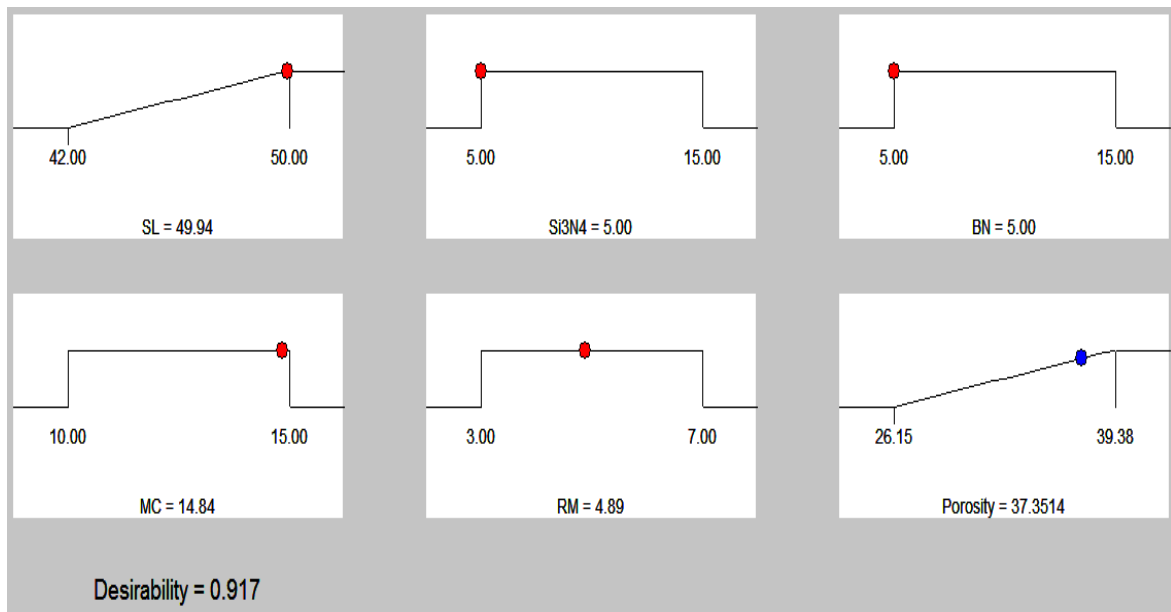 42.00 50.00
SL = 49.94
5.00 15.00
Si3N4 = 5.00
5.00 15.00
BN = 5.00
10.00 15.00
MC = 14.84
3.00 7.00
RM = 4.89
26.15 39.38
Porosity = 37.3514
Desirability = 0.917